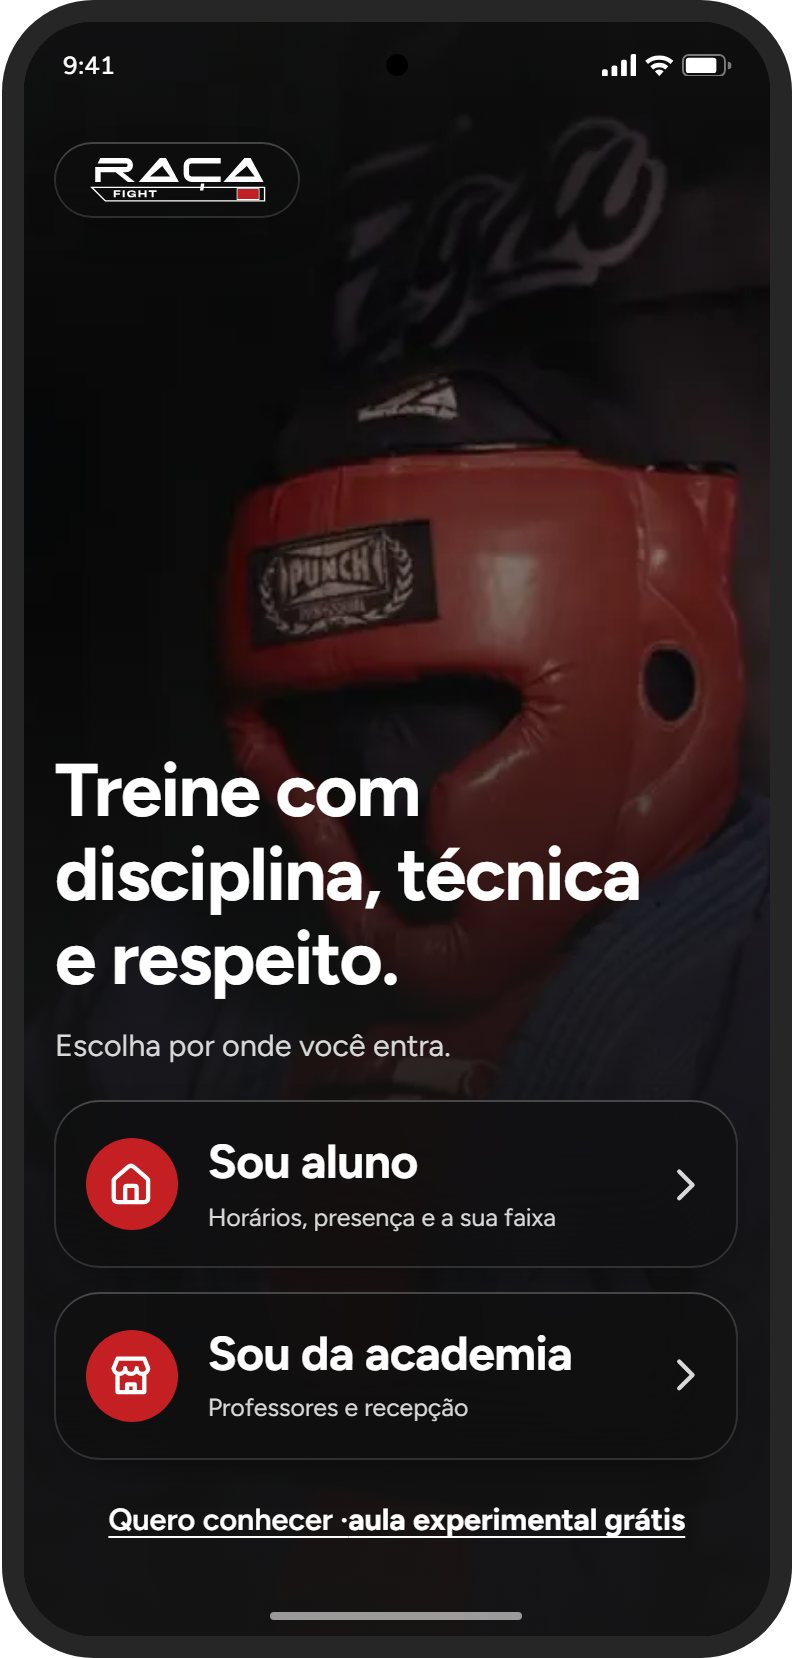 9:41
RAÇA
FIGHT
PUNCH
Treine com
disciplina, técnica
e respeito.
Escolha por onde você entra.
Sou aluno
Horários, presença e a sua faixa
Sou da academia
Professores e recepção
Quero conhecer ·aula experimental grátis